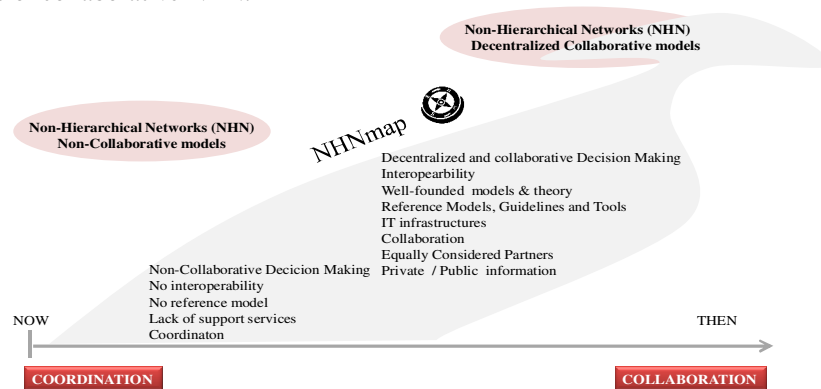 Non-Hierarchical Networks (NHN)
Decentralized Collaborative models
Non-Hierarchical Networks (NHN)
Non-Collaborative models
NHNmap
Decentralized and collaborative Decision Making
Interopearbility
Well-founded models & theory
Reference Models, Guidelines and Tools
IT infrastructures
Collaboration
Equally Considered Partners
Private / Public information
Non-Collaborative Decicion Making
No interoperability
No reference model
Lack of support services
Coordinaton
NOW
THEN
COORDINATION
COLLABORATION